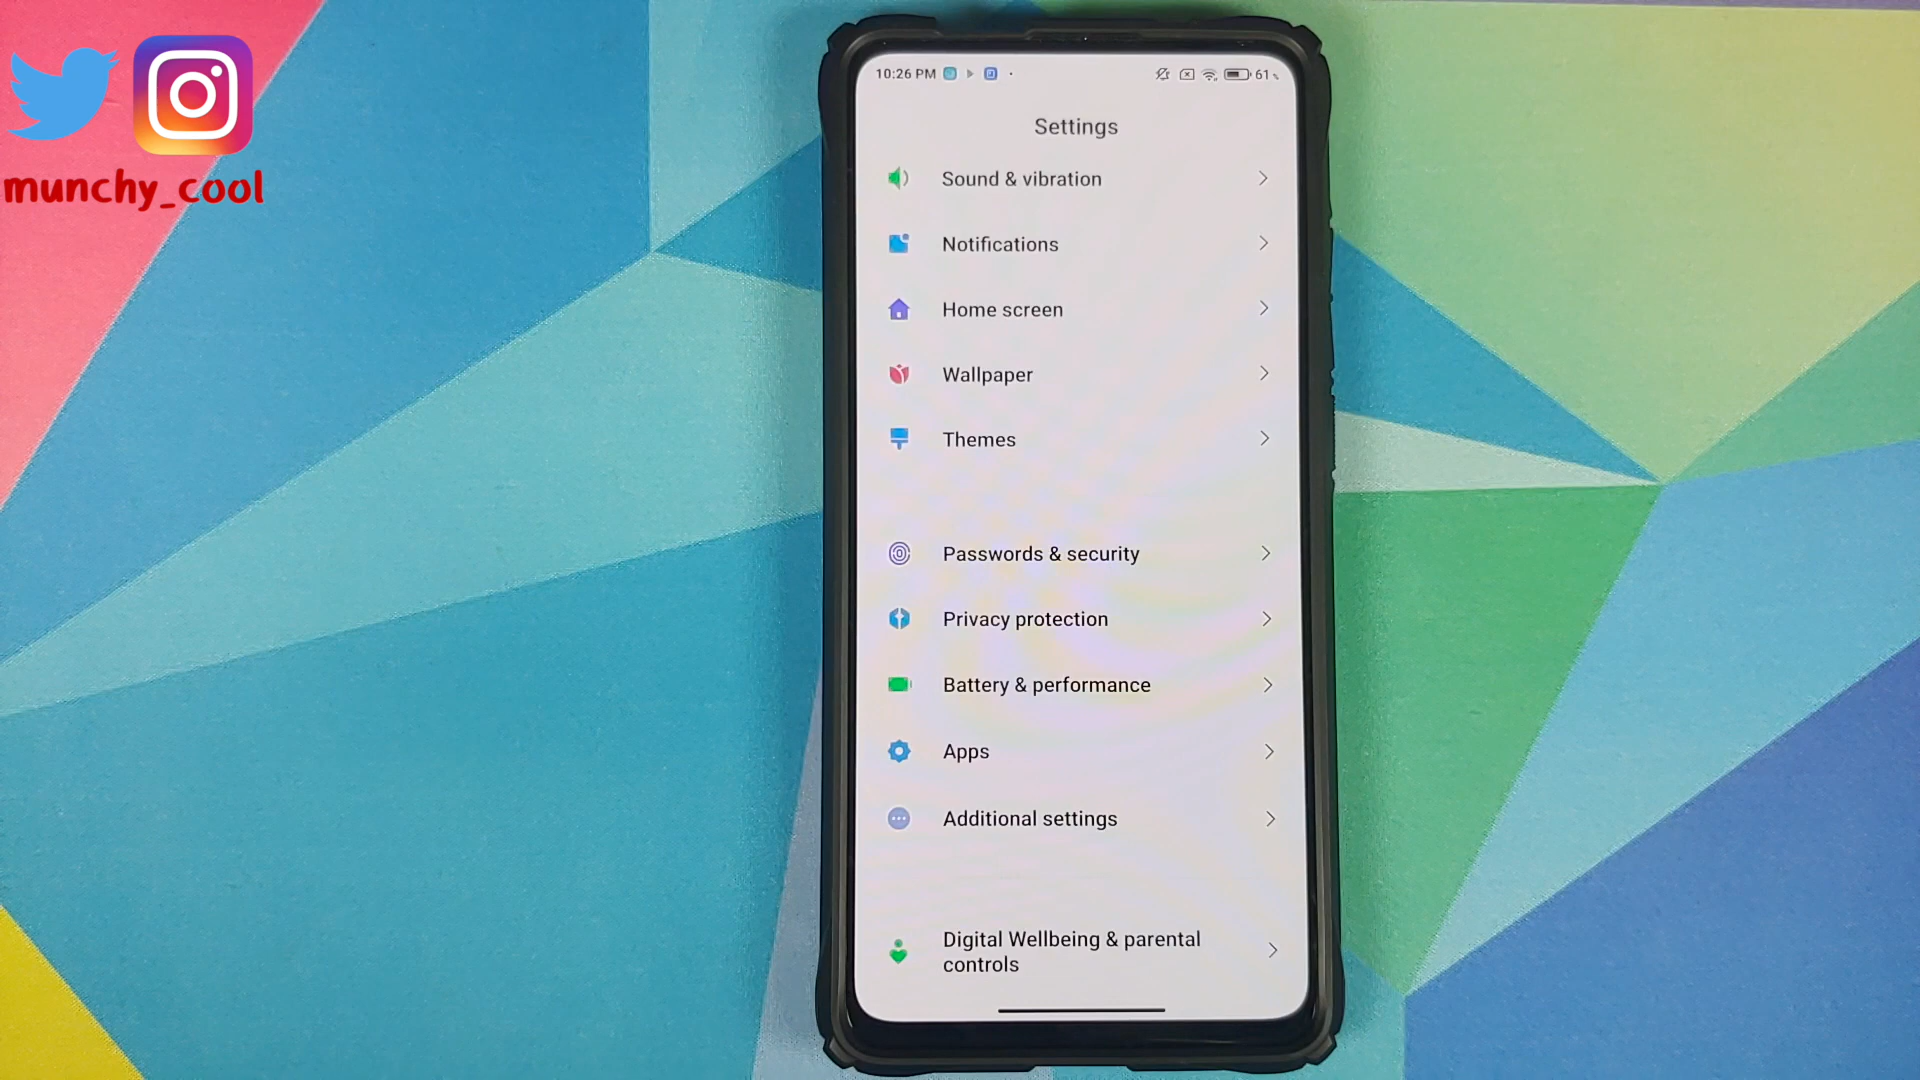 munchy_cool
10:26 PM
61
Settings
Sound & vibration
Notifications
Home screen
Wallpaper
Themes
Passwords & security
Privacy protection
Battery & performance
Apps
Additional settings
Digital Wellbeing & parental
controls